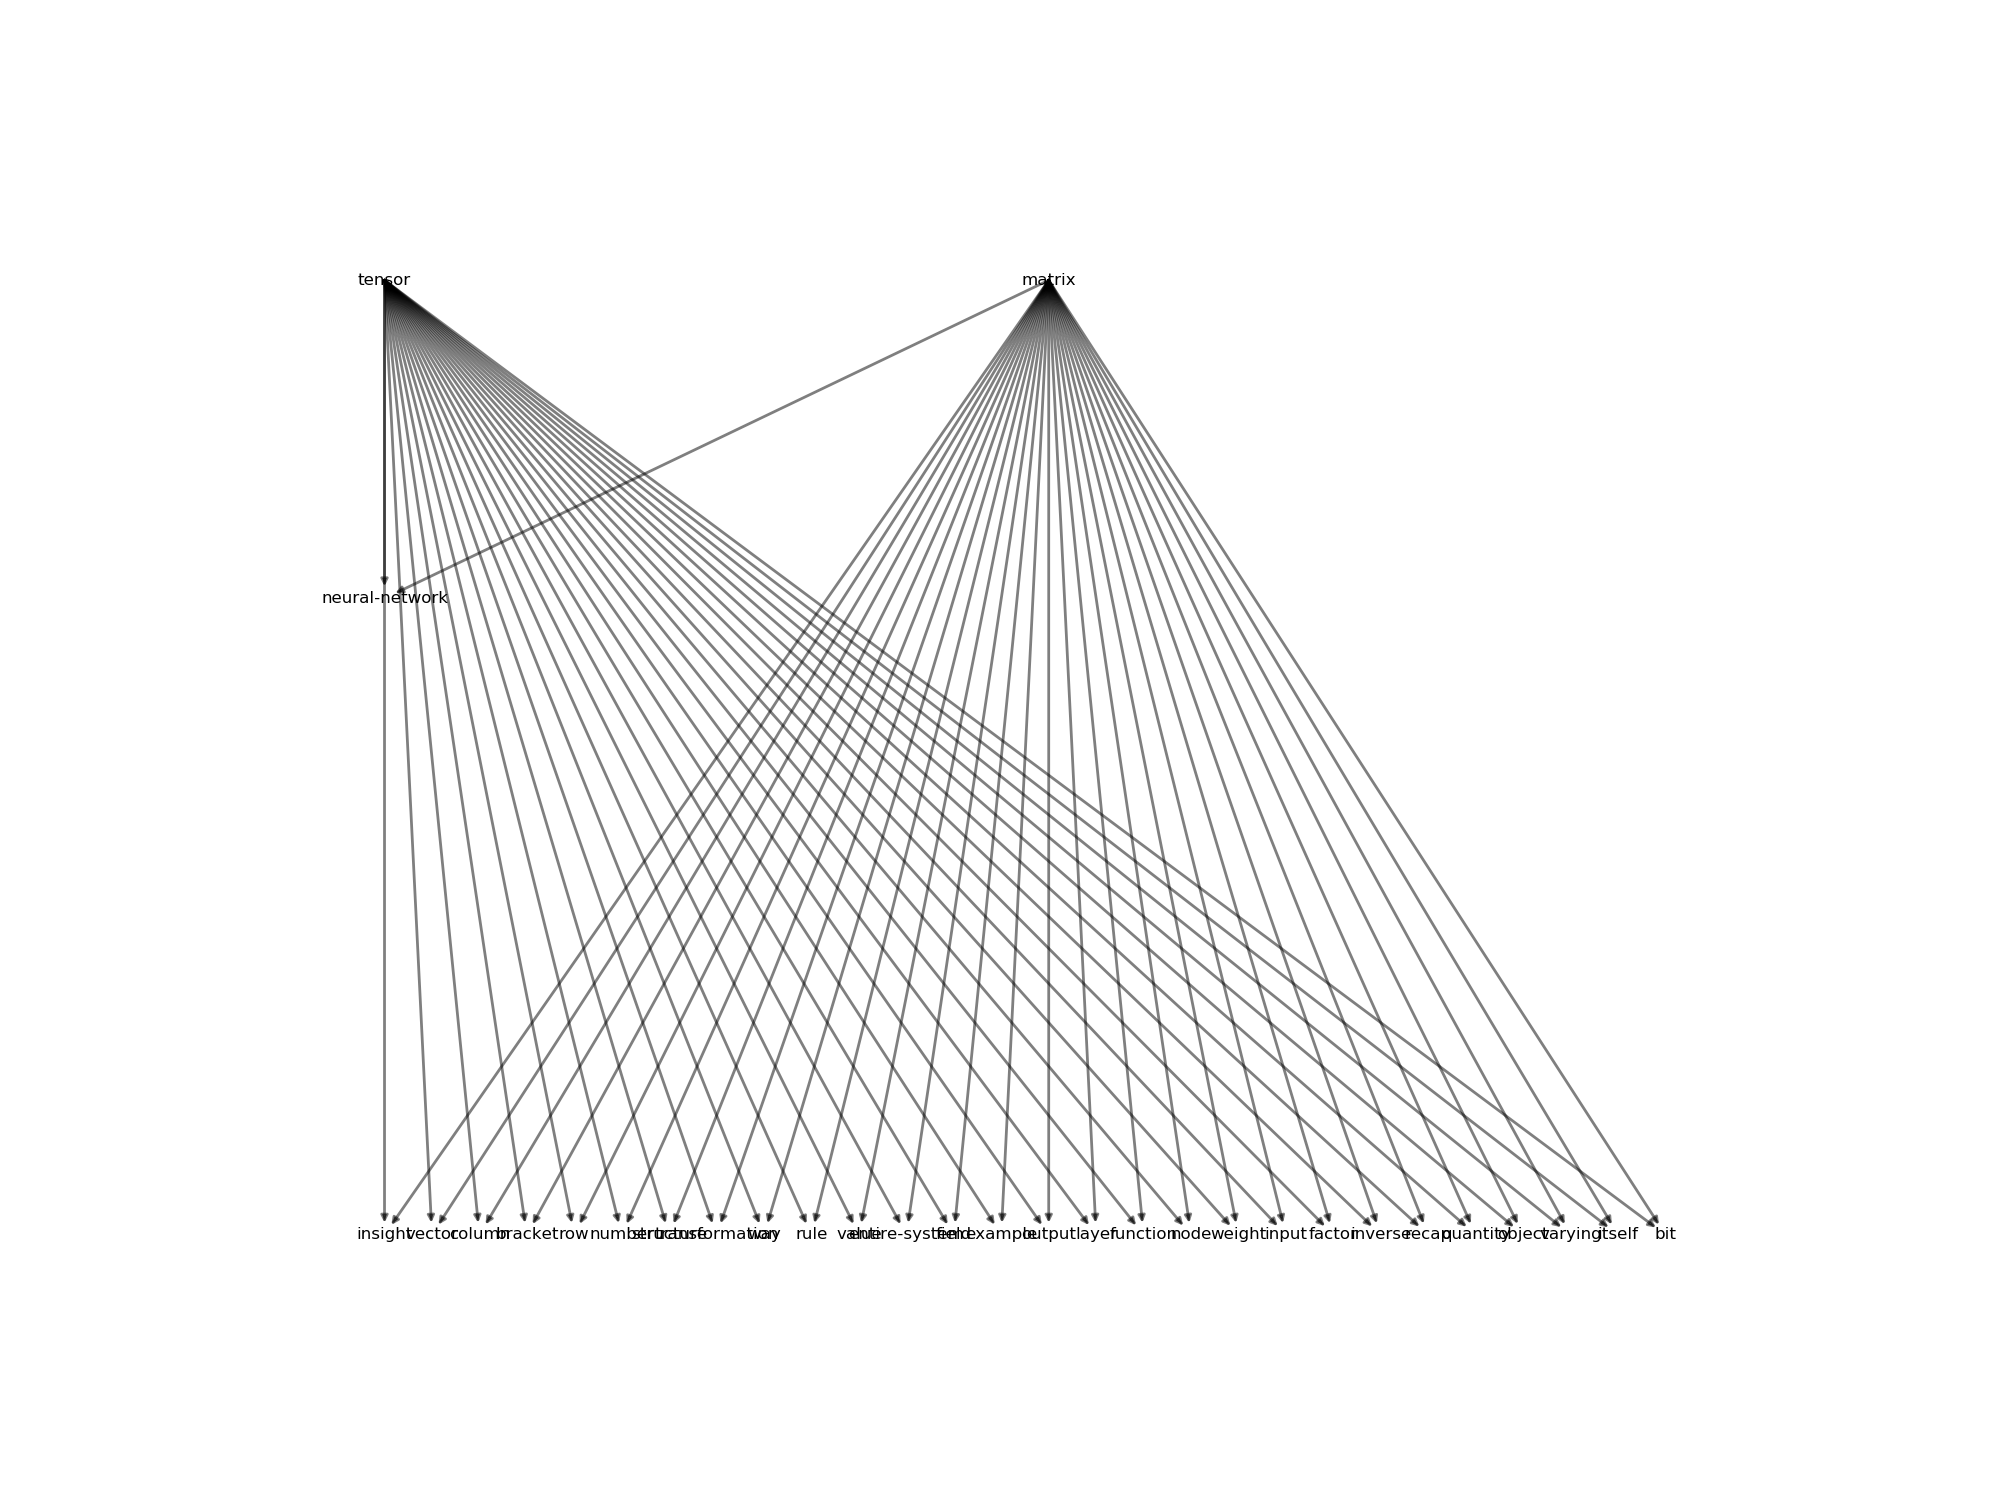 tensor matrix
neural-network
insight vector column bracket row number structure transformation way rule value entire-system field example output layer function node weight input factor inverse recap quantity object varying itself bit